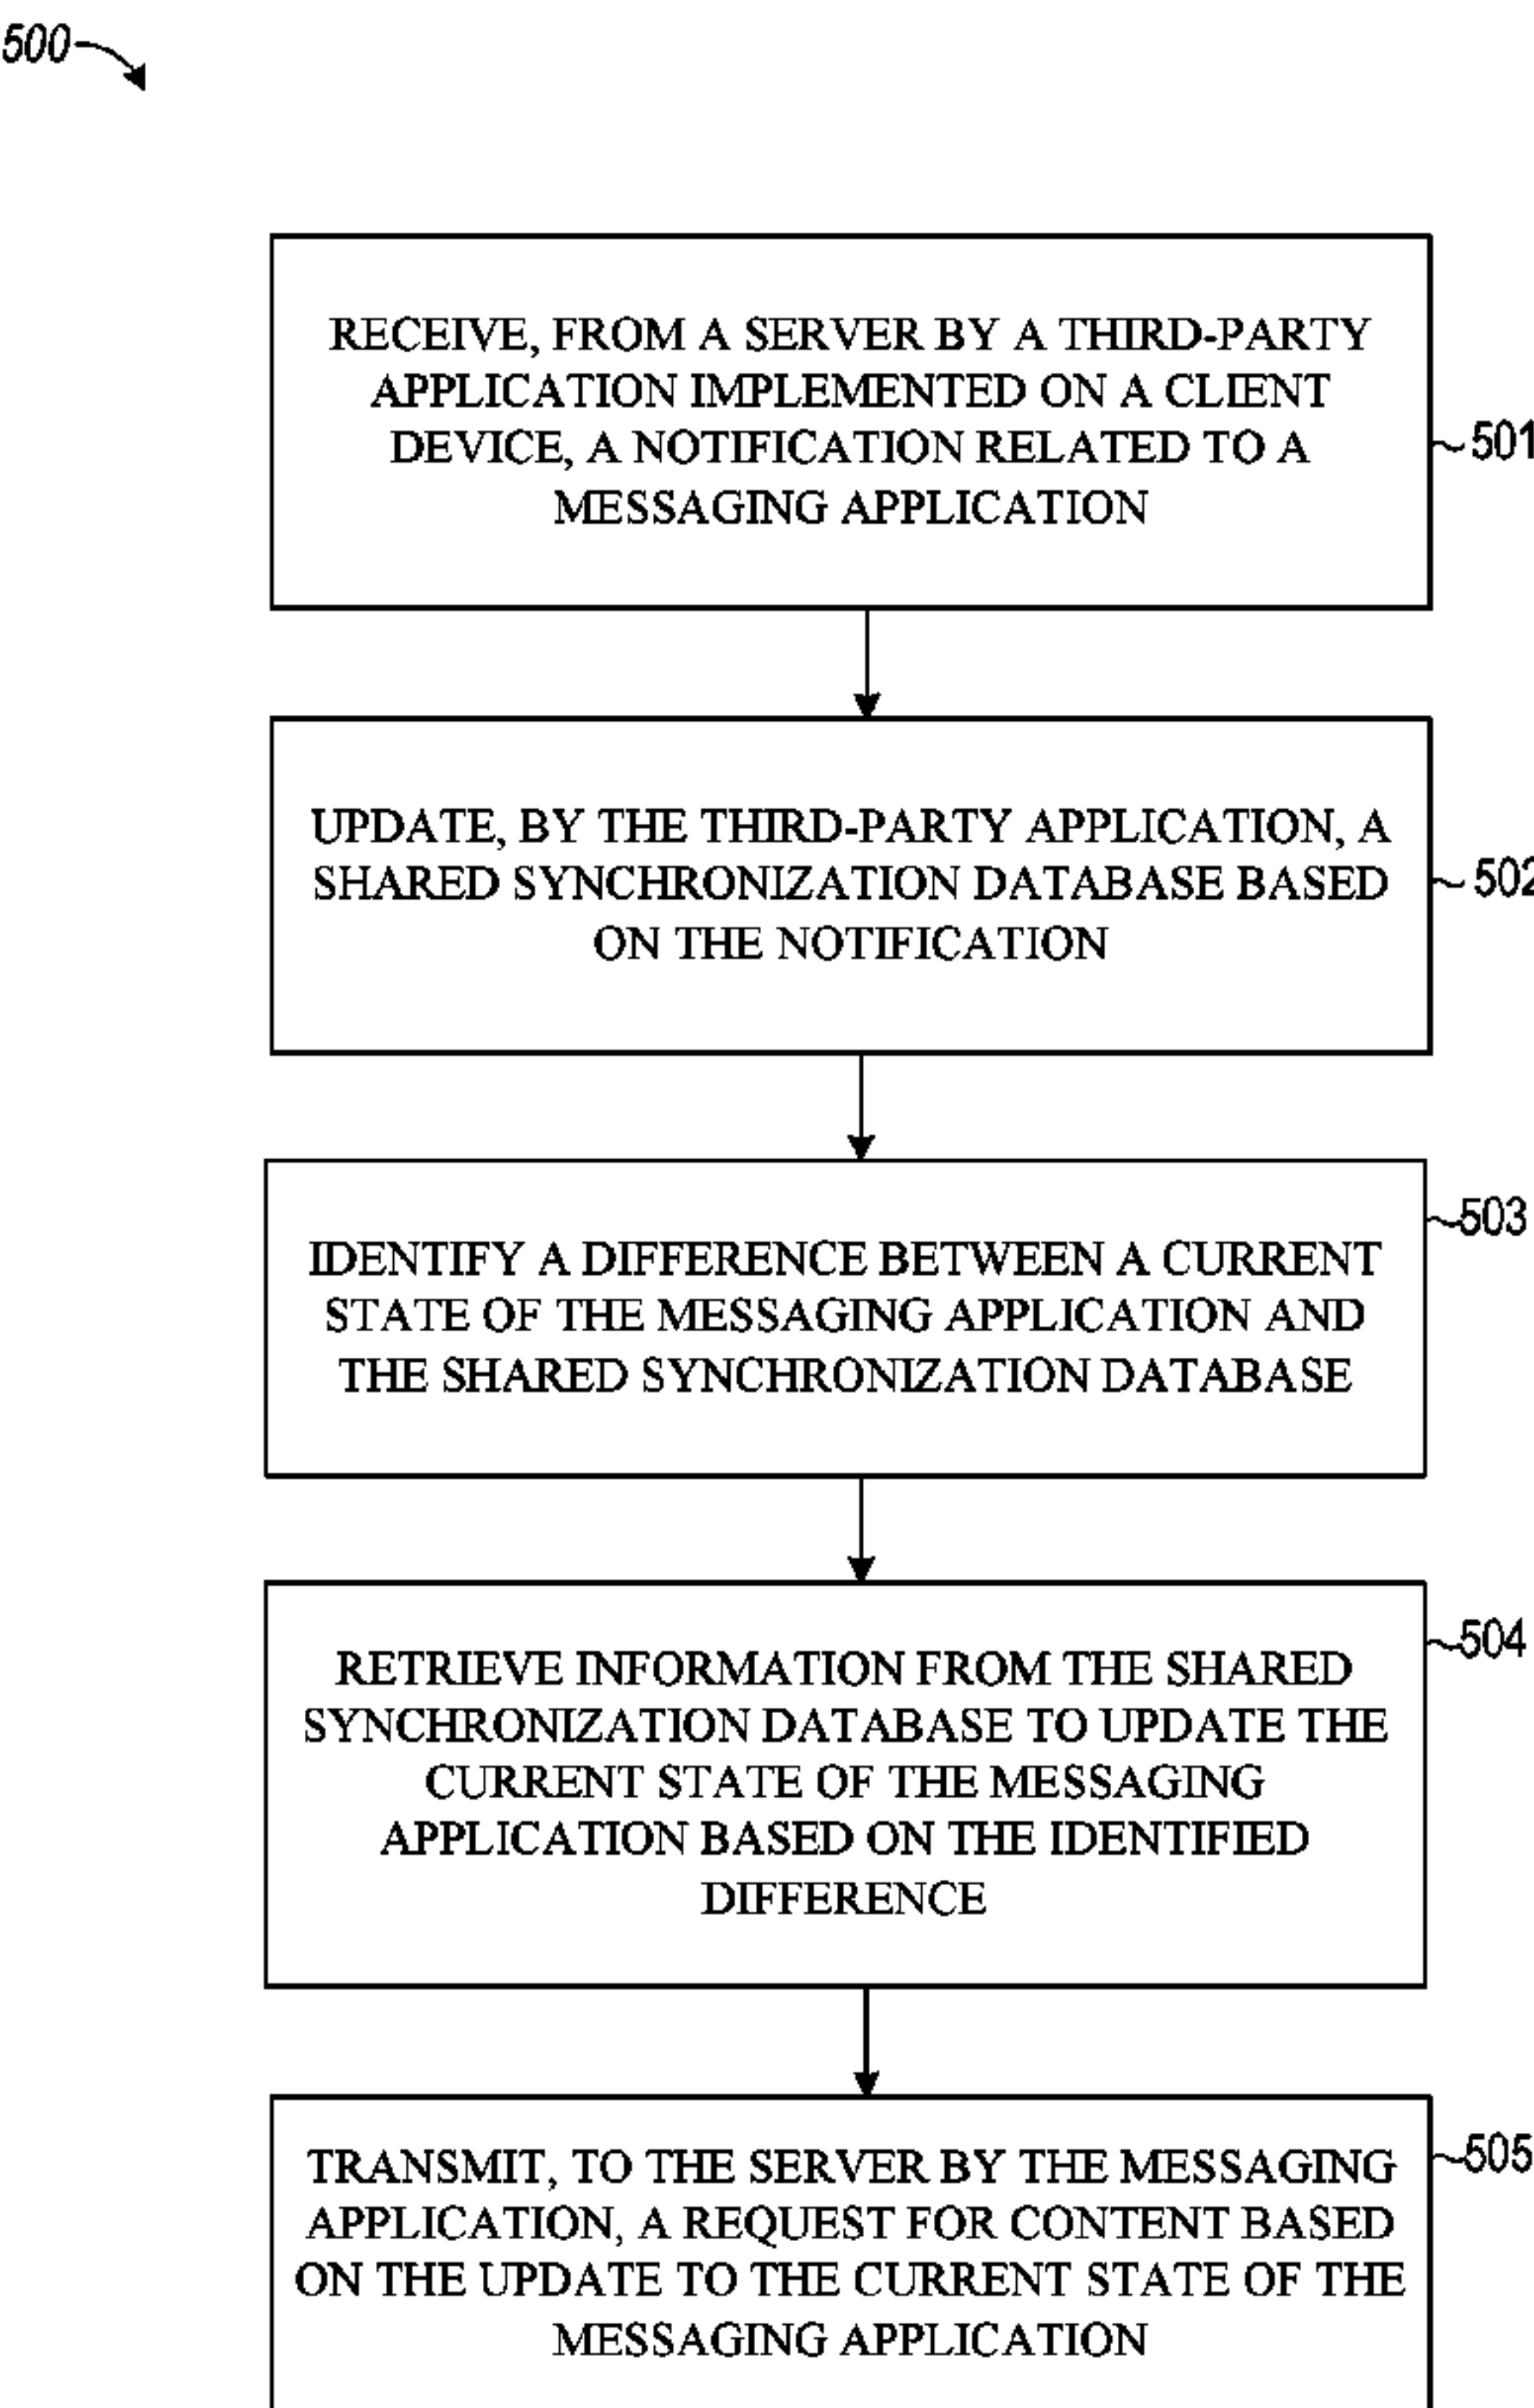 500
RECEIVE, FROM A SERVER BY A THIRD-PARTY
APPLICATION IMPLEMENTED ON A CLIENT
DEVICE, A NOTIFICATION RELATED TO A
MESSAGING APPLICATION
501
UPDATE, BY THE THIRD-PARTY APPLICATION, A
SHARED SYNCHRONIZATION DATABASE BASED
ON THE NOTIFICATION
502
IDENTIFY A DIFFERENCE BETWEEN A CURRENT
STATE OF THE MESSAGING APPLICATION AND
THE SHARED SYNCHRONIZATION DATABASE
503
RETRIEVE INFORMATION FROM THE SHARED
SYNCHRONIZATION DATABASE TO UPDATE THE
CURRENT STATE OF THE MESSAGING
APPLICATION BASED ON THE IDENTIFIED
DIFFERENCE
504
TRANSMIT, TO THE SERVER BY THE MESSAGING
APPLICATION, A REQUEST FOR CONTENT BASED
ON THE UPDATE TO THE CURRENT STATE OF THE
MESSAGING APPLICATION
505